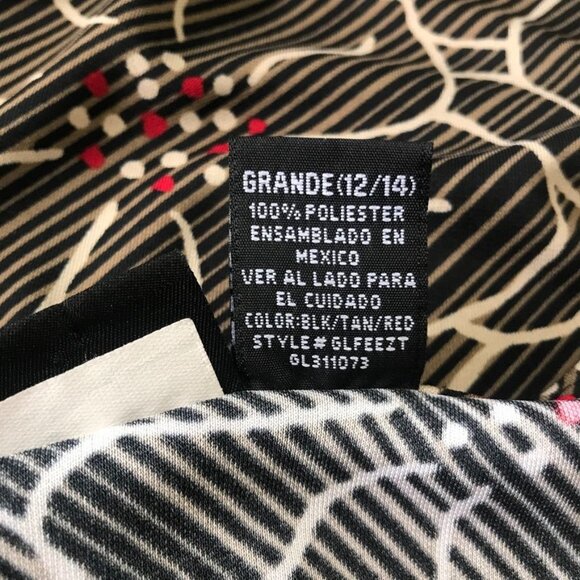 GRANDE(12/14)
100% POLIESTER
ENSAMBLADO EN
MEXICO
VER AL LADO PARA
EL CUIDADO
COLOR:BLK/TAN/RED
STYLE# GLFEEZT
GL311073